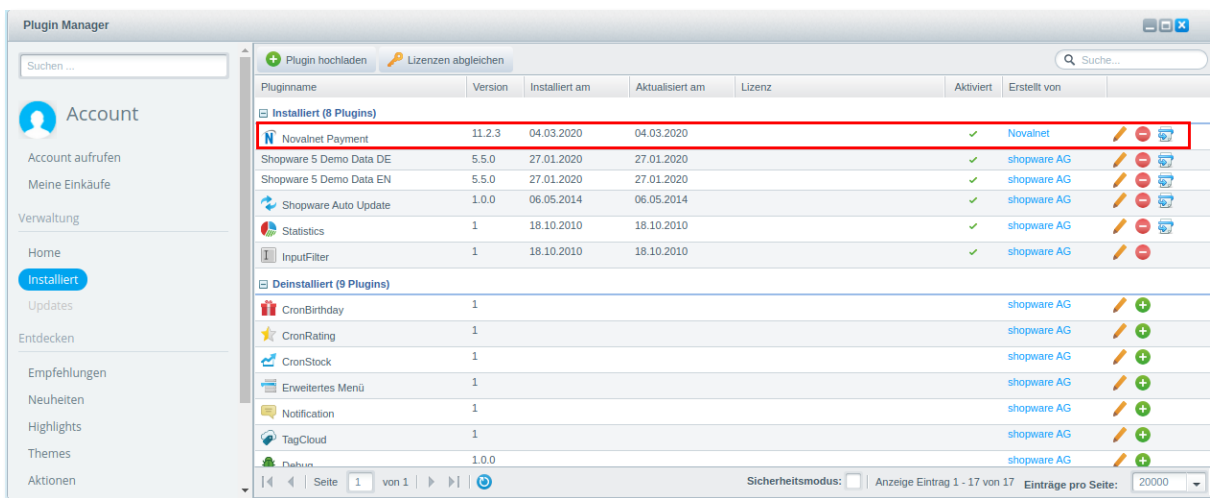 Plugin Manager
Suchen ...
Account
Account aufrufen
Meine Einkäufe
Verwaltung
Home
Installiert
Updates
Entdecken
Empfehlungen
Neuheiten
Highlights
Themes
Aktionen
Plugin hochladen Lizenzen abgleichen Suche...
Pluginname Version Installiert am Aktualisiert am Lizenz Aktiviert Erstellt von
Installiert (8 Plugins)
Novalnet Payment 11.2.3 04.03.2020 04.03.2020 Novalnet
Shopware 5 Demo Data DE 5.5.0 27.01.2020 27.01.2020 shopware AG
Shopware 5 Demo Data EN 5.5.0 27.01.2020 27.01.2020 shopware AG
Shopware Auto Update 1.0.0 06.05.2014 06.05.2014 shopware AG
Statistics 1 18.10.2010 18.10.2010 shopware AG
InputFilter 1 18.10.2010 18.10.2010 shopware AG
Deinstalliert (9 Plugins)
CronBirthday 1 shopware AG
CronRating 1 shopware AG
CronStock 1 shopware AG
Erweitertes Menü 1 shopware AG
Notification 1 shopware AG
TagCloud 1 shopware AG
Debug 1.0.0 shopware AG
Seite 1 von 1 Sicherheitsmodus: Anzeige Eintrag 1 - 17 von 17 Einträge pro Seite: 20000